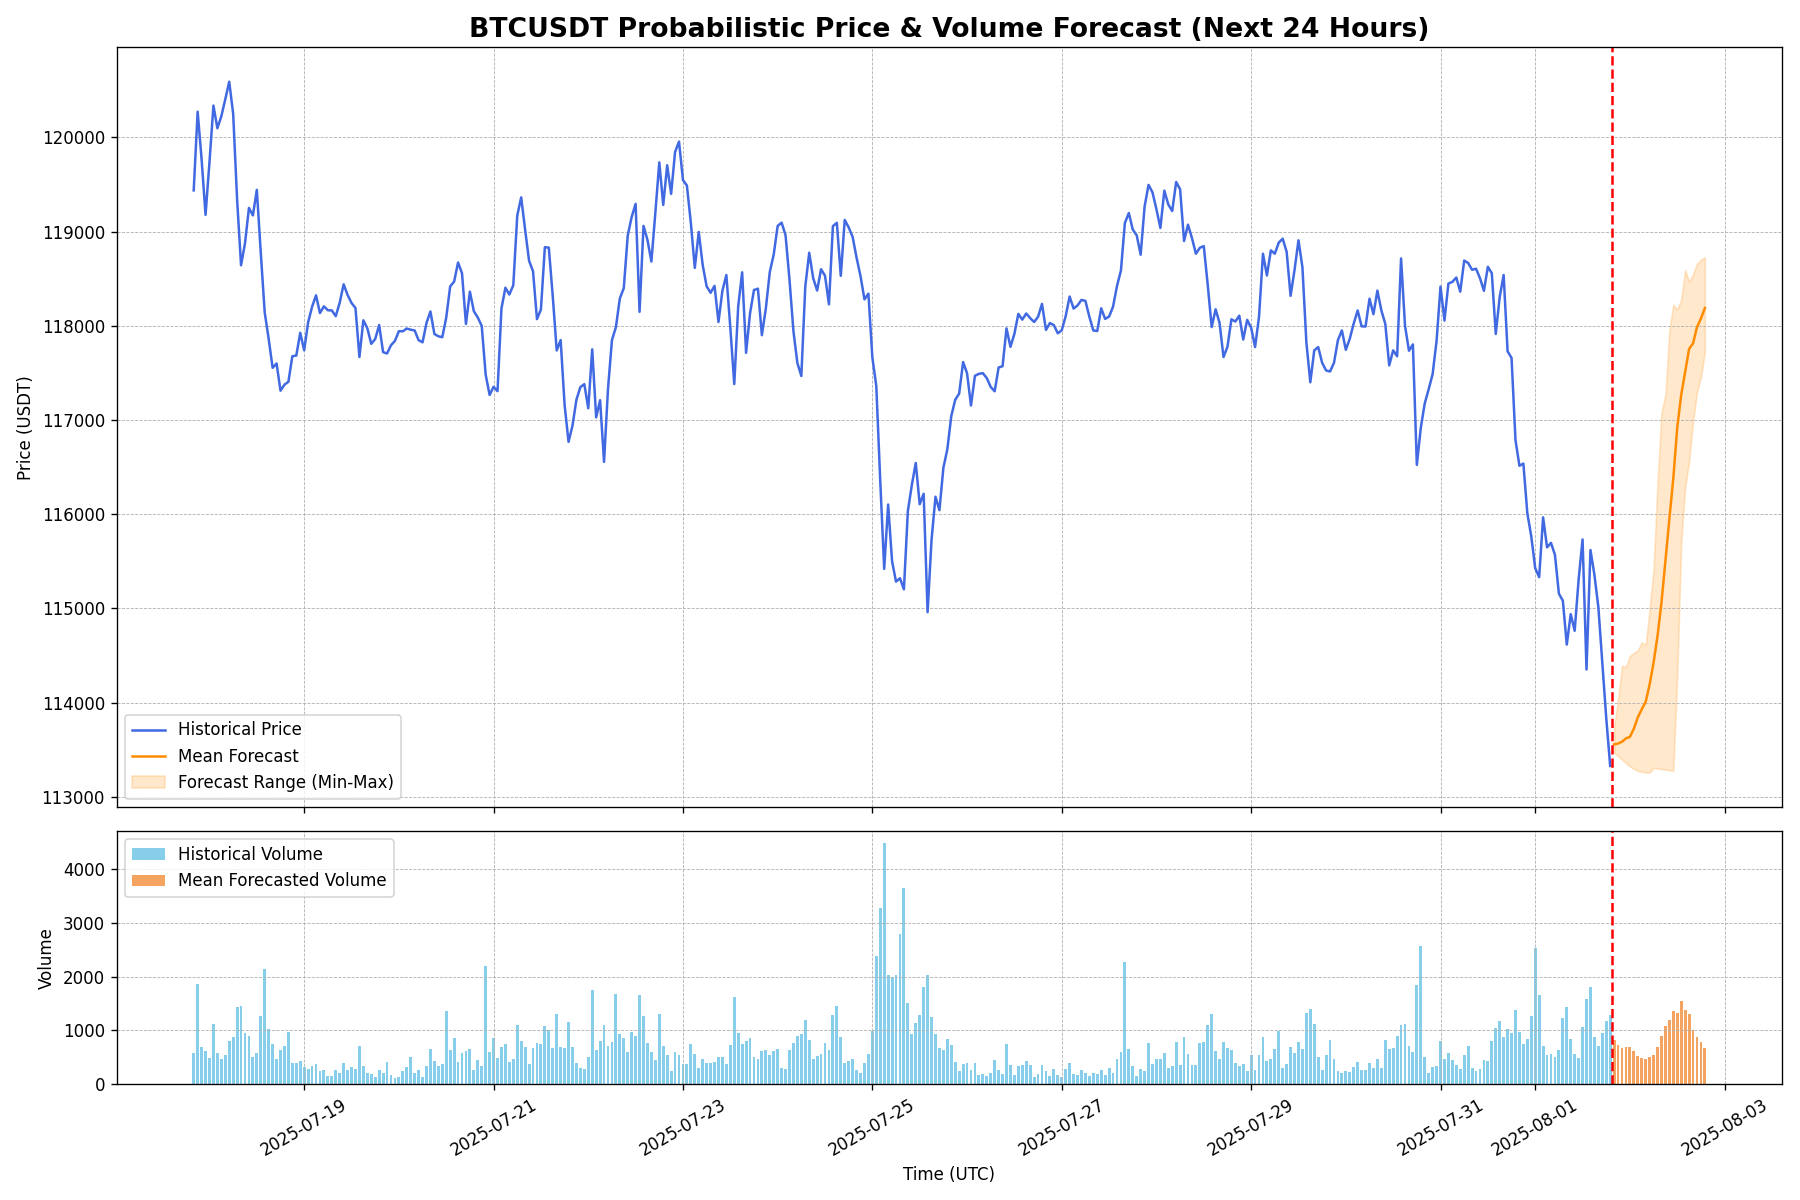 BTCUSDT Probabilistic Price & Volume Forecast (Next 24 Hours)
120000
119000
118000
117000
116000
115000
114000
113000
Price (USDT)
Historical Price
Mean Forecast
Forecast Range (Min-Max)
Historical Volume
Mean Forecasted Volume
4000
3000
2000
1000
0
Volume
2025-07-19
2025-07-21
2025-07-23
2025-07-25
2025-07-27
2025-07-29
2025-07-31
2025-08-01
2025-08-03
Time (UTC)